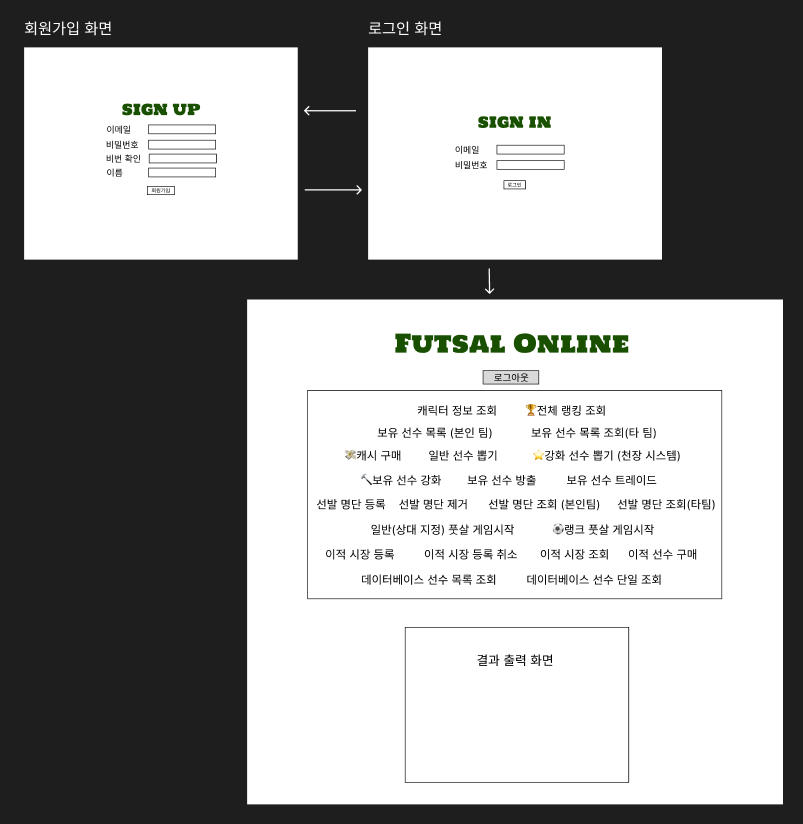 회원가입 화면
로그인 화면
SIGN UP
이메일
비밀번호
비번 확인
이름
회원가입
SIGN IN
이메일
비밀번호
로그인
FUTSAL ONLINE
로그아웃
캐릭터 정보 조회 🏆전체 랭킹 조회
보유 선수 목록 (본인 팀) 보유 선수 목록 조회(타 팀)
💸캐시 구매 일반 선수 뽑기 ⭐강화 선수 뽑기 (천장 시스템)
🔨보유 선수 강화 보유 선수 방출 보유 선수 트레이드
선발 명단 등록 선발 명단 제거 선발 명단 조회 (본인팀) 선발 명단 조회(타팀)
일반(상대 지정) 풋살 게임시작 ⚽랭크 풋살 게임시작
이적 시장 등록 이적 시장 등록 취소 이적 시장 조회 이적 선수 구매
데이터베이스 선수 목록 조회 데이터베이스 선수 단일 조회
결과 출력 화면